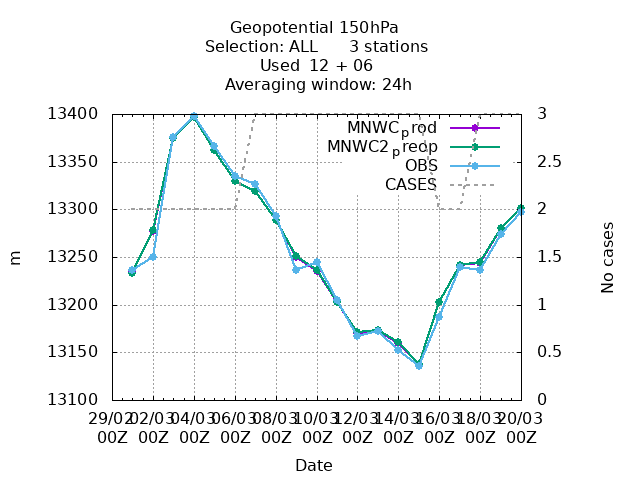 Geopotential 150hPa
Selection: ALL 3 stations
Used 12 + 06
Averaging window: 24h
13400
13350
13300
13250
13200
13150
13100
m
3
2.5
2
1.5
1
0.5
0
No cases
MNWC_prod
MNWC2_preop
OBS
CASES
29/02 02/03 04/03 06/03 08/03 10/03 12/03 14/03 16/03 18/03 20/03
00Z 00Z 00Z 00Z 00Z 00Z 00Z 00Z 00Z 00Z 00Z
Date